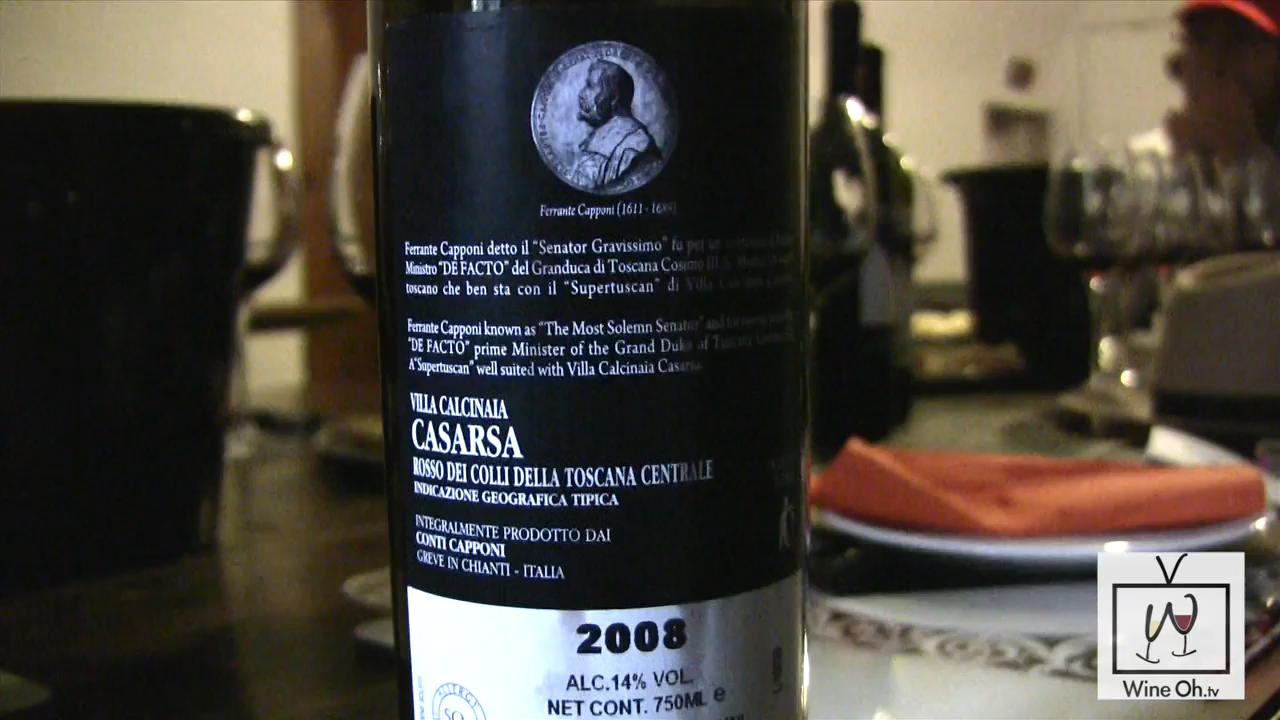 Ferrante Capponi (1611 - 1689)
Ferrante Capponi detto il "Senator Gravissimo" fu per un
Ministro "DE FACTO" del Granduca di Toscana Cosimo III
toscano che ben sta con il "Supertuscan" di Villa
Ferrante Capponi known as "The Most Solemn Senator" and for
"DE FACTO" prime Minister of the Grand Duke of Tuscany
A "Supertuscan" well suited with Villa Calcinaia Casarsa.
VILLA CALCINAIA
CASARSA
ROSSO DEI COLLI DELLA TOSCANA CENTRALE
INDICAZIONE GEOGRAFICA TIPICA
INTEGRALMENTE PRODOTTO DAI
CONTI CAPPONI
GREVE IN CHIANTI - ITALIA
2008
ALC.14% VOL.
NET CONT. 750ML e
Wine Oh.tv